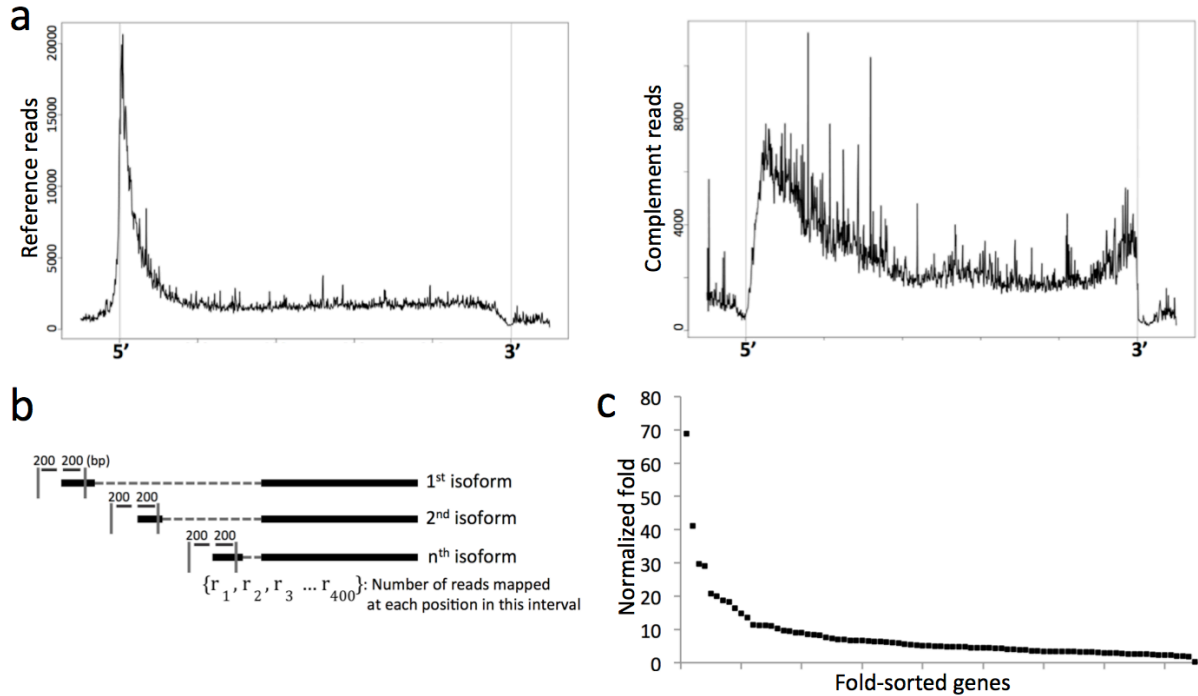 a
Reference reads
20000
15000
10000
5000
0
5’
3’
Complement reads
8000
4000
0
5’
3’
b
200 200 (bp)
1st isoform
200 200
2nd isoform
200 200
nth isoform
{r1, r2, r3 ...r400}: Number of reads mapped
at each position in this interval
c
Normalized fold
80
70
60
50
40
30
20
10
0
Fold-sorted genes